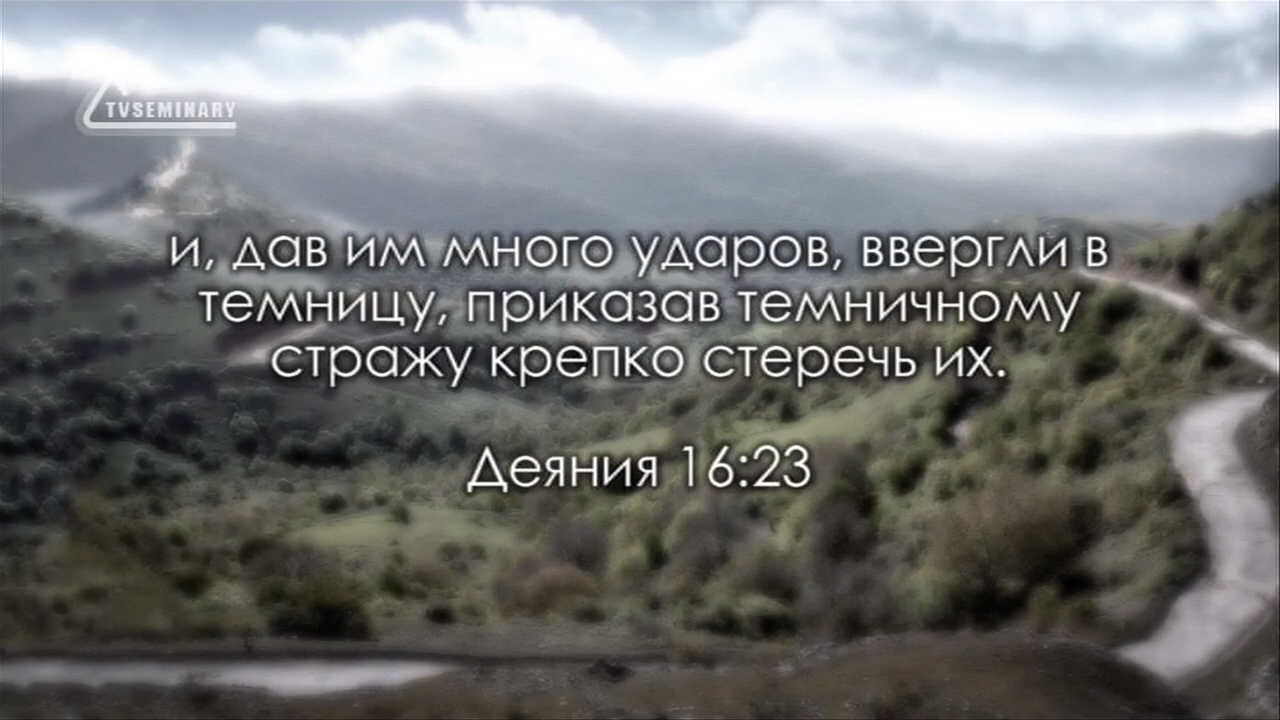 TVSEMINARY
и, дав им много ударов, ввергли в
темницу, приказав темничному
стражу крепко стеречь их.
Деяния 16:23